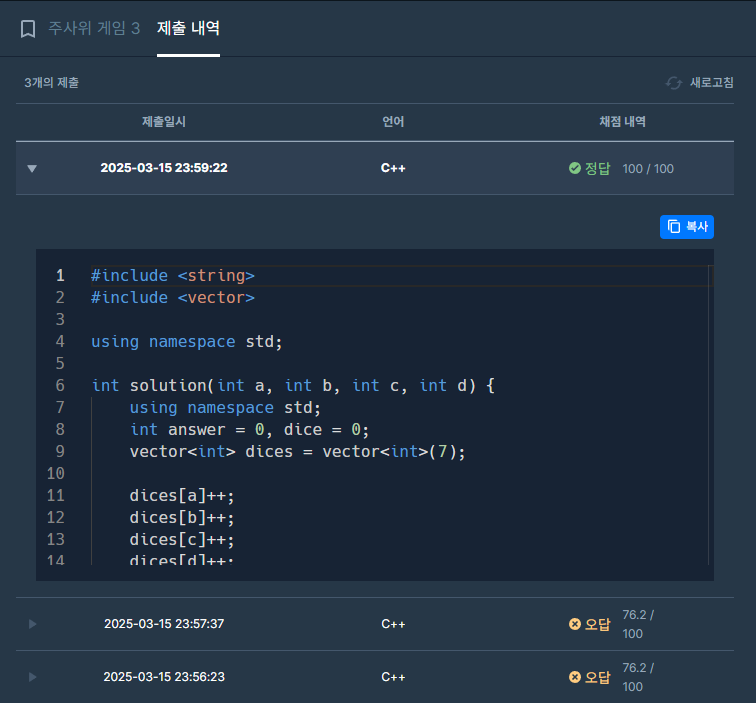 주사위 게임 3 제출 내역
3개의 제출 새로고침
제출일시 언어 채점 내역
2025-03-15 23:59:22 C++ 정답 100 / 100
복사
1 #include <string>
2 #include <vector>
3
4 using namespace std;
5
6 int solution(int a, int b, int c, int d) {
7     using namespace std;
8     int answer = 0, dice = 0;
9     vector<int> dices = vector<int>(7);
10
11     dices[a]++;
12     dices[b]++;
13     dices[c]++;
14     dices[d]++;
2025-03-15 23:57:37 C++ 오답 76.2 /
100
2025-03-15 23:56:23 C++ 오답 76.2 /
100